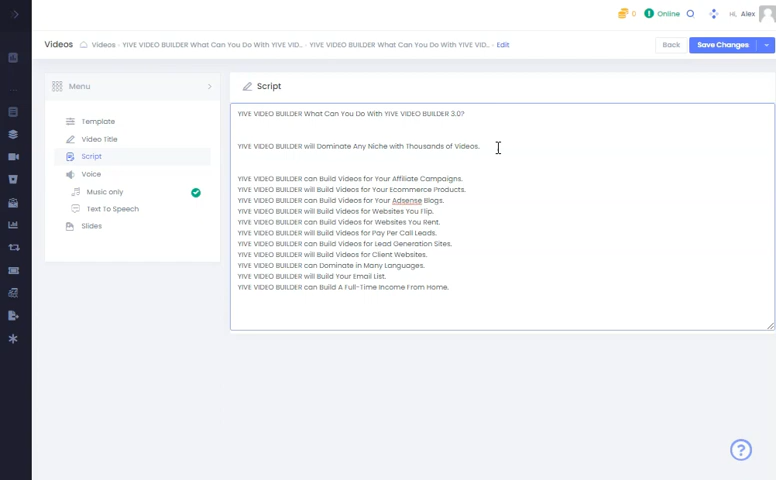 0 Online Hi, Alex
Videos Videos - YIVE VIDEO BUILDER What Can You Do With YIVE VID... - YIVE VIDEO BUILDER What Can You Do With YIVE VID... - Edit Back Save Changes
Menu
Template
Video Title
Script
Voice
Music only
Text To Speech
Slides
Script
YIVE VIDEO BUILDER What Can You Do With YIVE VIDEO BUILDER 3.0?
YIVE VIDEO BUILDER will Dominate Any Niche with Thousands of Videos.
YIVE VIDEO BUILDER can Build Videos for Your Affiliate Campaigns.
YIVE VIDEO BUILDER will Build Videos for Your Ecommerce Products.
YIVE VIDEO BUILDER can Build Videos for Your Adsense Blogs.
YIVE VIDEO BUILDER will Build Videos for Websites You Flip.
YIVE VIDEO BUILDER can Build Videos for Websites You Rent.
YIVE VIDEO BUILDER will Build Videos for Pay Per Call Leads.
YIVE VIDEO BUILDER can Build Videos for Lead Generation Sites.
YIVE VIDEO BUILDER will Build Videos for Client Websites.
YIVE VIDEO BUILDER can Dominate in Many Languages.
YIVE VIDEO BUILDER will Build Your Email List.
YIVE VIDEO BUILDER can Build A Full-Time Income From Home.